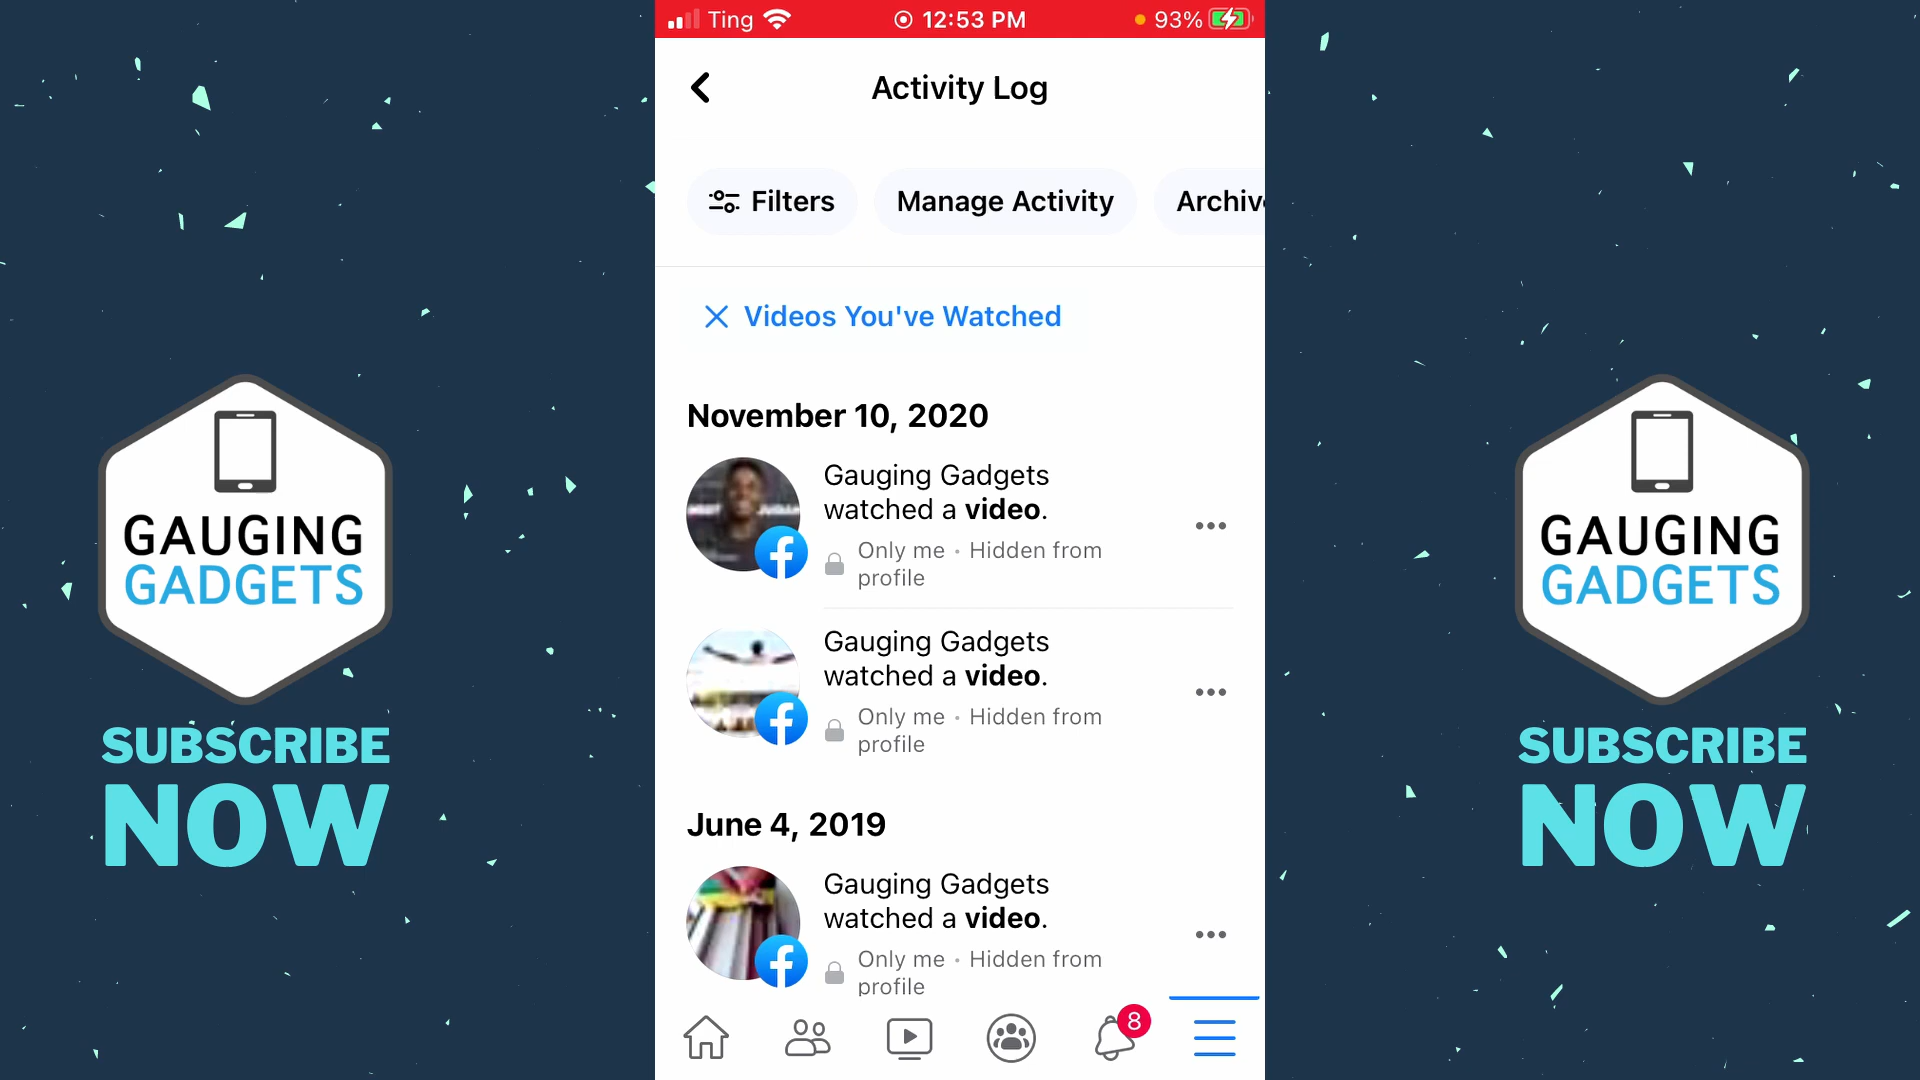 Ting 12:53 PM 93%
Activity Log
Filters Manage Activity Archiv
Videos You've Watched
November 10, 2020
Gauging Gadgets
watched a video.
Only me • Hidden from
profile
Gauging Gadgets
watched a video.
Only me • Hidden from
profile
June 4, 2019
Gauging Gadgets
watched a video.
Only me • Hidden from
profile
8
GAUGING
GADGETS
SUBSCRIBE
NOW
GAUGING
GADGETS
SUBSCRIBE
NOW